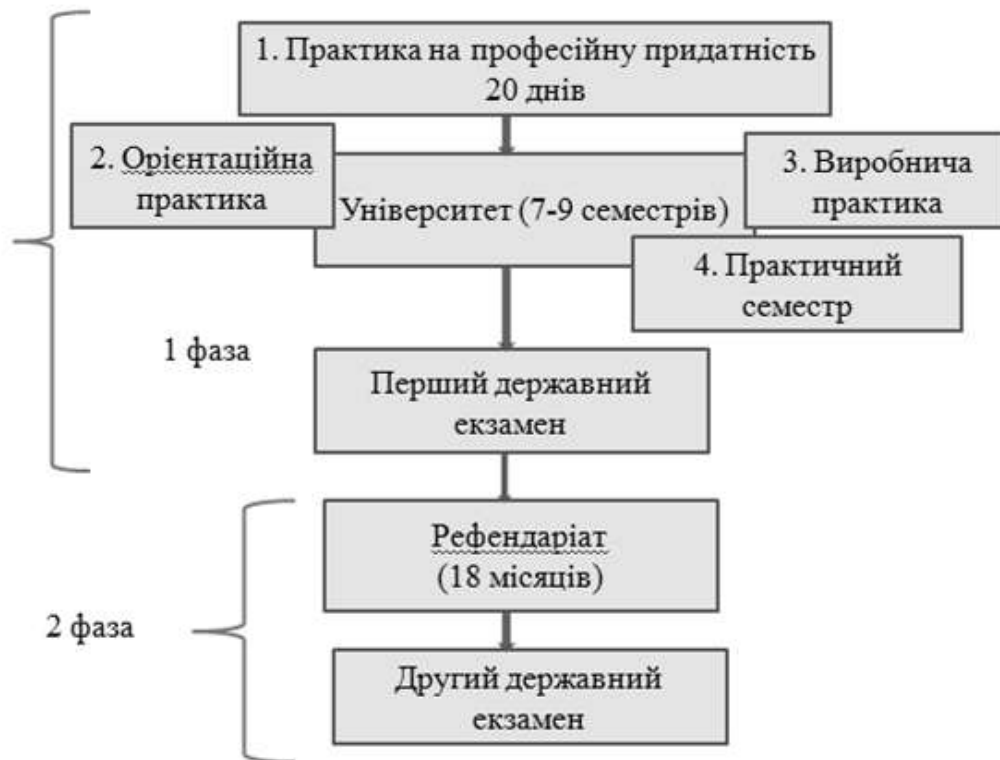 1. Практика на професійну придатність
20 днів
2. Орієнтаційна
практика
Університет (7-9 семестрів)
3. Виробнича
практика
4. Практичний
семестр
1 фаза
Перший державний
екзамен
Рефендаріат
(18 місяців)
2 фаза
Другий державний
екзамен